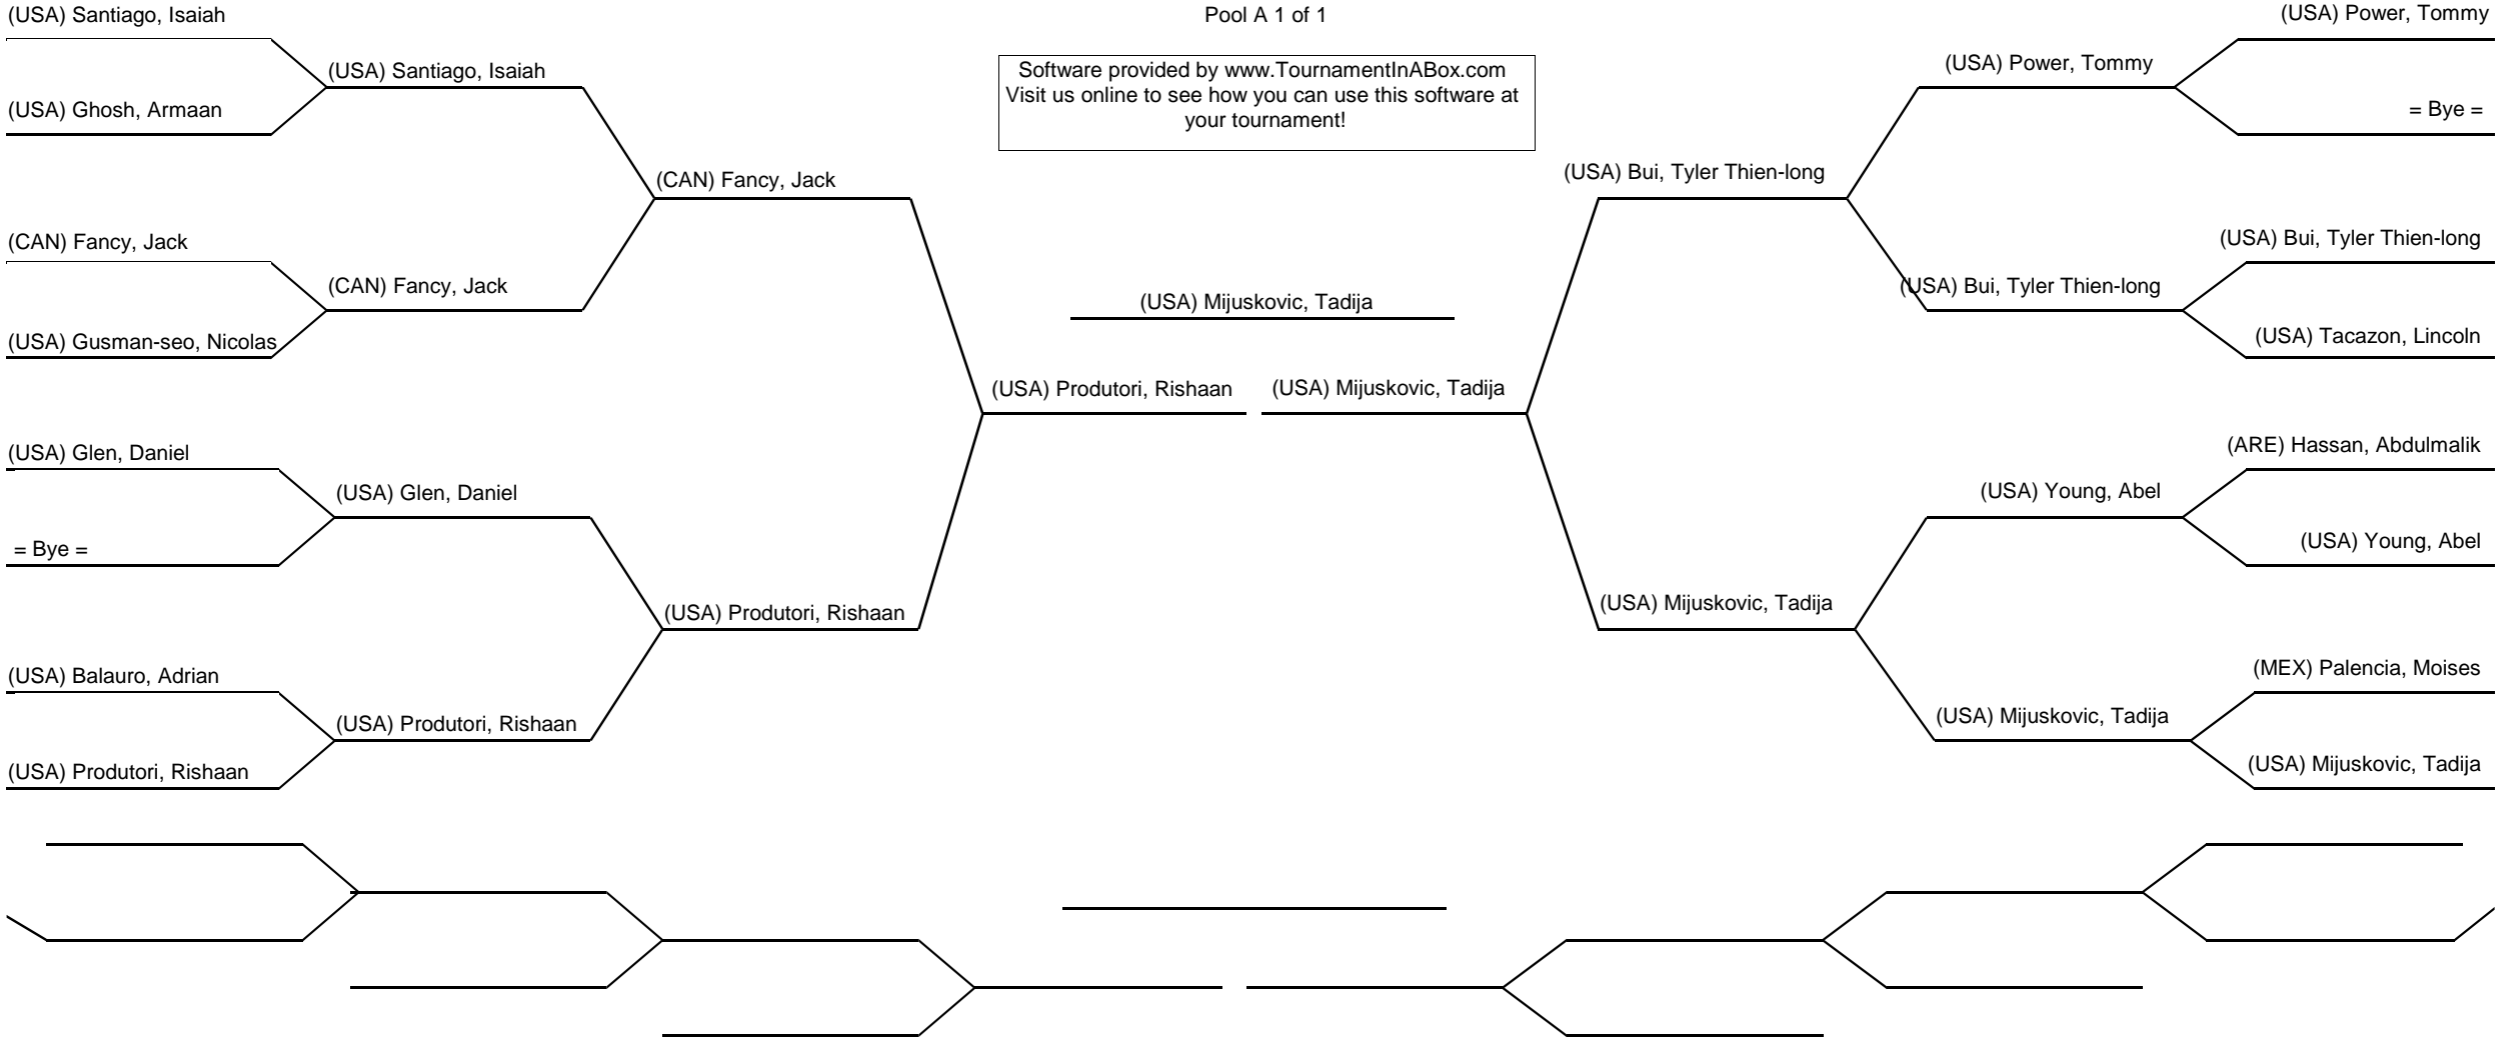 (USA) Santiago, Isaiah
(USA) Ghosh, Armaan
(CAN) Fancy, Jack
(USA) Gusman-seo, Nicolas
(USA) Glen, Daniel
= Bye =
(USA) Balauro, Adrian
(USA) Produtori, Rishaan
(USA) Santiago, Isaiah
(CAN) Fancy, Jack
(USA) Glen, Daniel
(USA) Produtori, Rishaan
(CAN) Fancy, Jack
(USA) Produtori, Rishaan
Pool A 1 of 1
Software provided by www.TournamentInABox.com
Visit us online to see how you can use this software at
your tournament!
(USA) Mijuskovic, Tadija
(USA) Produtori, Rishaan
(USA) Mijuskovic, Tadija
(USA) Bui, Tyler Thien-long
(USA) Mijuskovic, Tadija
(USA) Power, Tommy
(USA) Bui, Tyler Thien-long
(USA) Young, Abel
(USA) Mijuskovic, Tadija
(USA) Power, Tommy
= Bye =
(USA) Bui, Tyler Thien-long
(USA) Tacazon, Lincoln
(ARE) Hassan, Abdulmalik
(USA) Young, Abel
(MEX) Palencia, Moises
(USA) Mijuskovic, Tadija